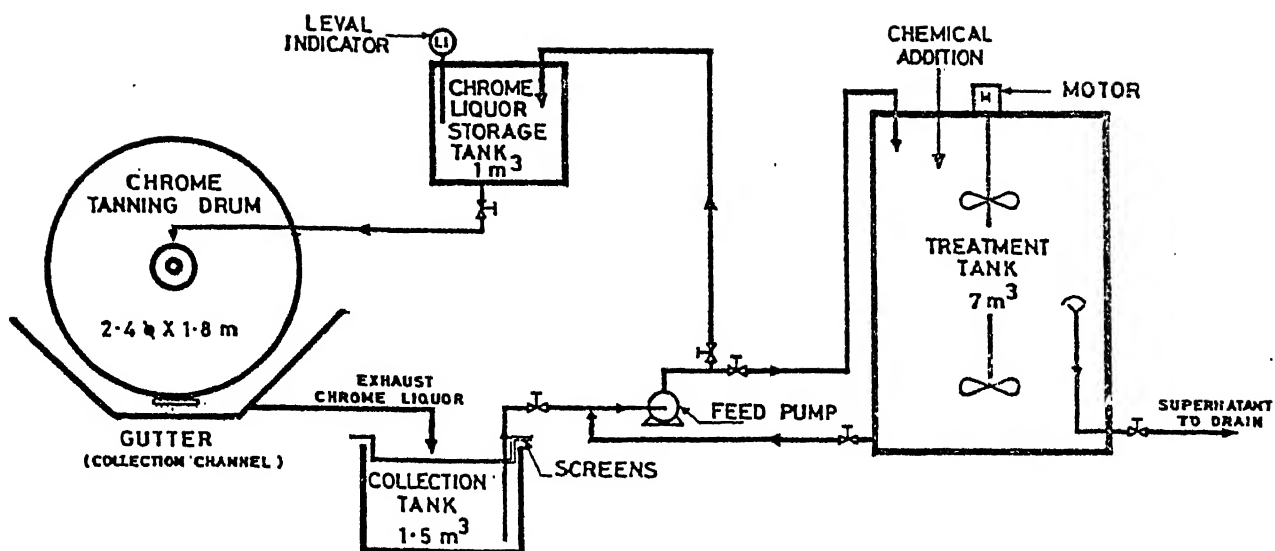 LEVAL
INDICATOR
LI
CHROME
LIQUOR
STORAGE
TANK
1 m³
CHEMICAL
ADDITION
M
MOTOR
CHROME
TANNING DRUM
2·4 φ X 1·8 m
TREATMENT
TANK
7 m³
EXHAUST
CHROME LIQUOR
FEED PUMP
SUPERNATANT
TO DRAIN
GUTTER
(COLLECTION CHANNEL)
SCREENS
COLLECTION
TANK
1·5 m³